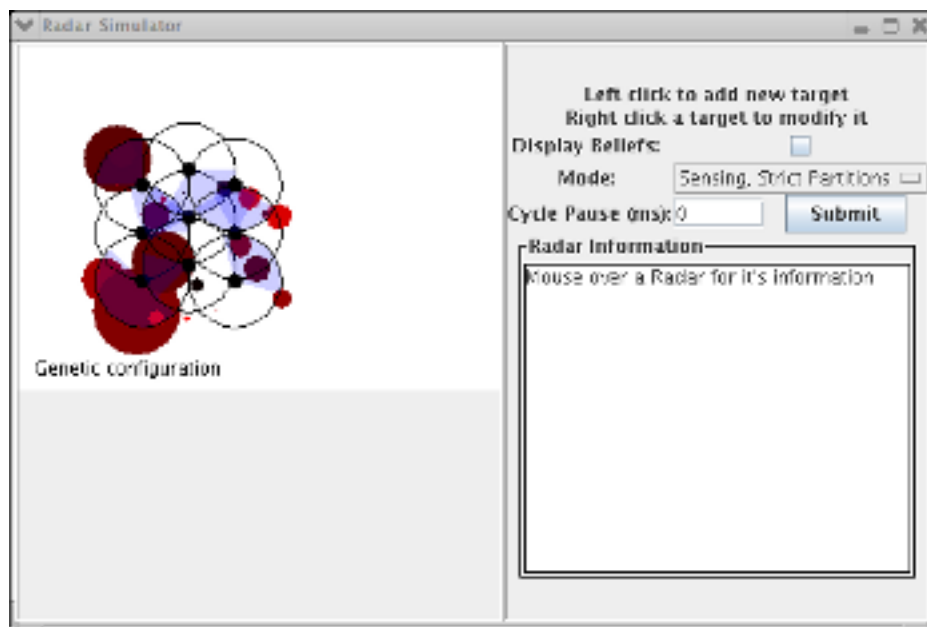 Radar Simulator
Left click to add new target
Right click a target to modify it
Display Beliefs:
Mode: Sensing, Strict Partitions
Cycle Pause (ms): 0 Submit
Radar Information
Mouse over a Radar for it's information
Genetic configuration